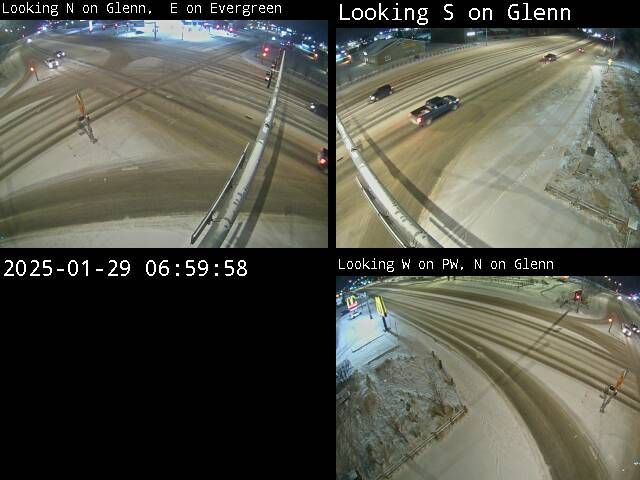 Looking N on Glenn,  E on Evergreen
Looking S on Glenn
2025-01-29 06:59:58
Looking W on PW, N on Glenn